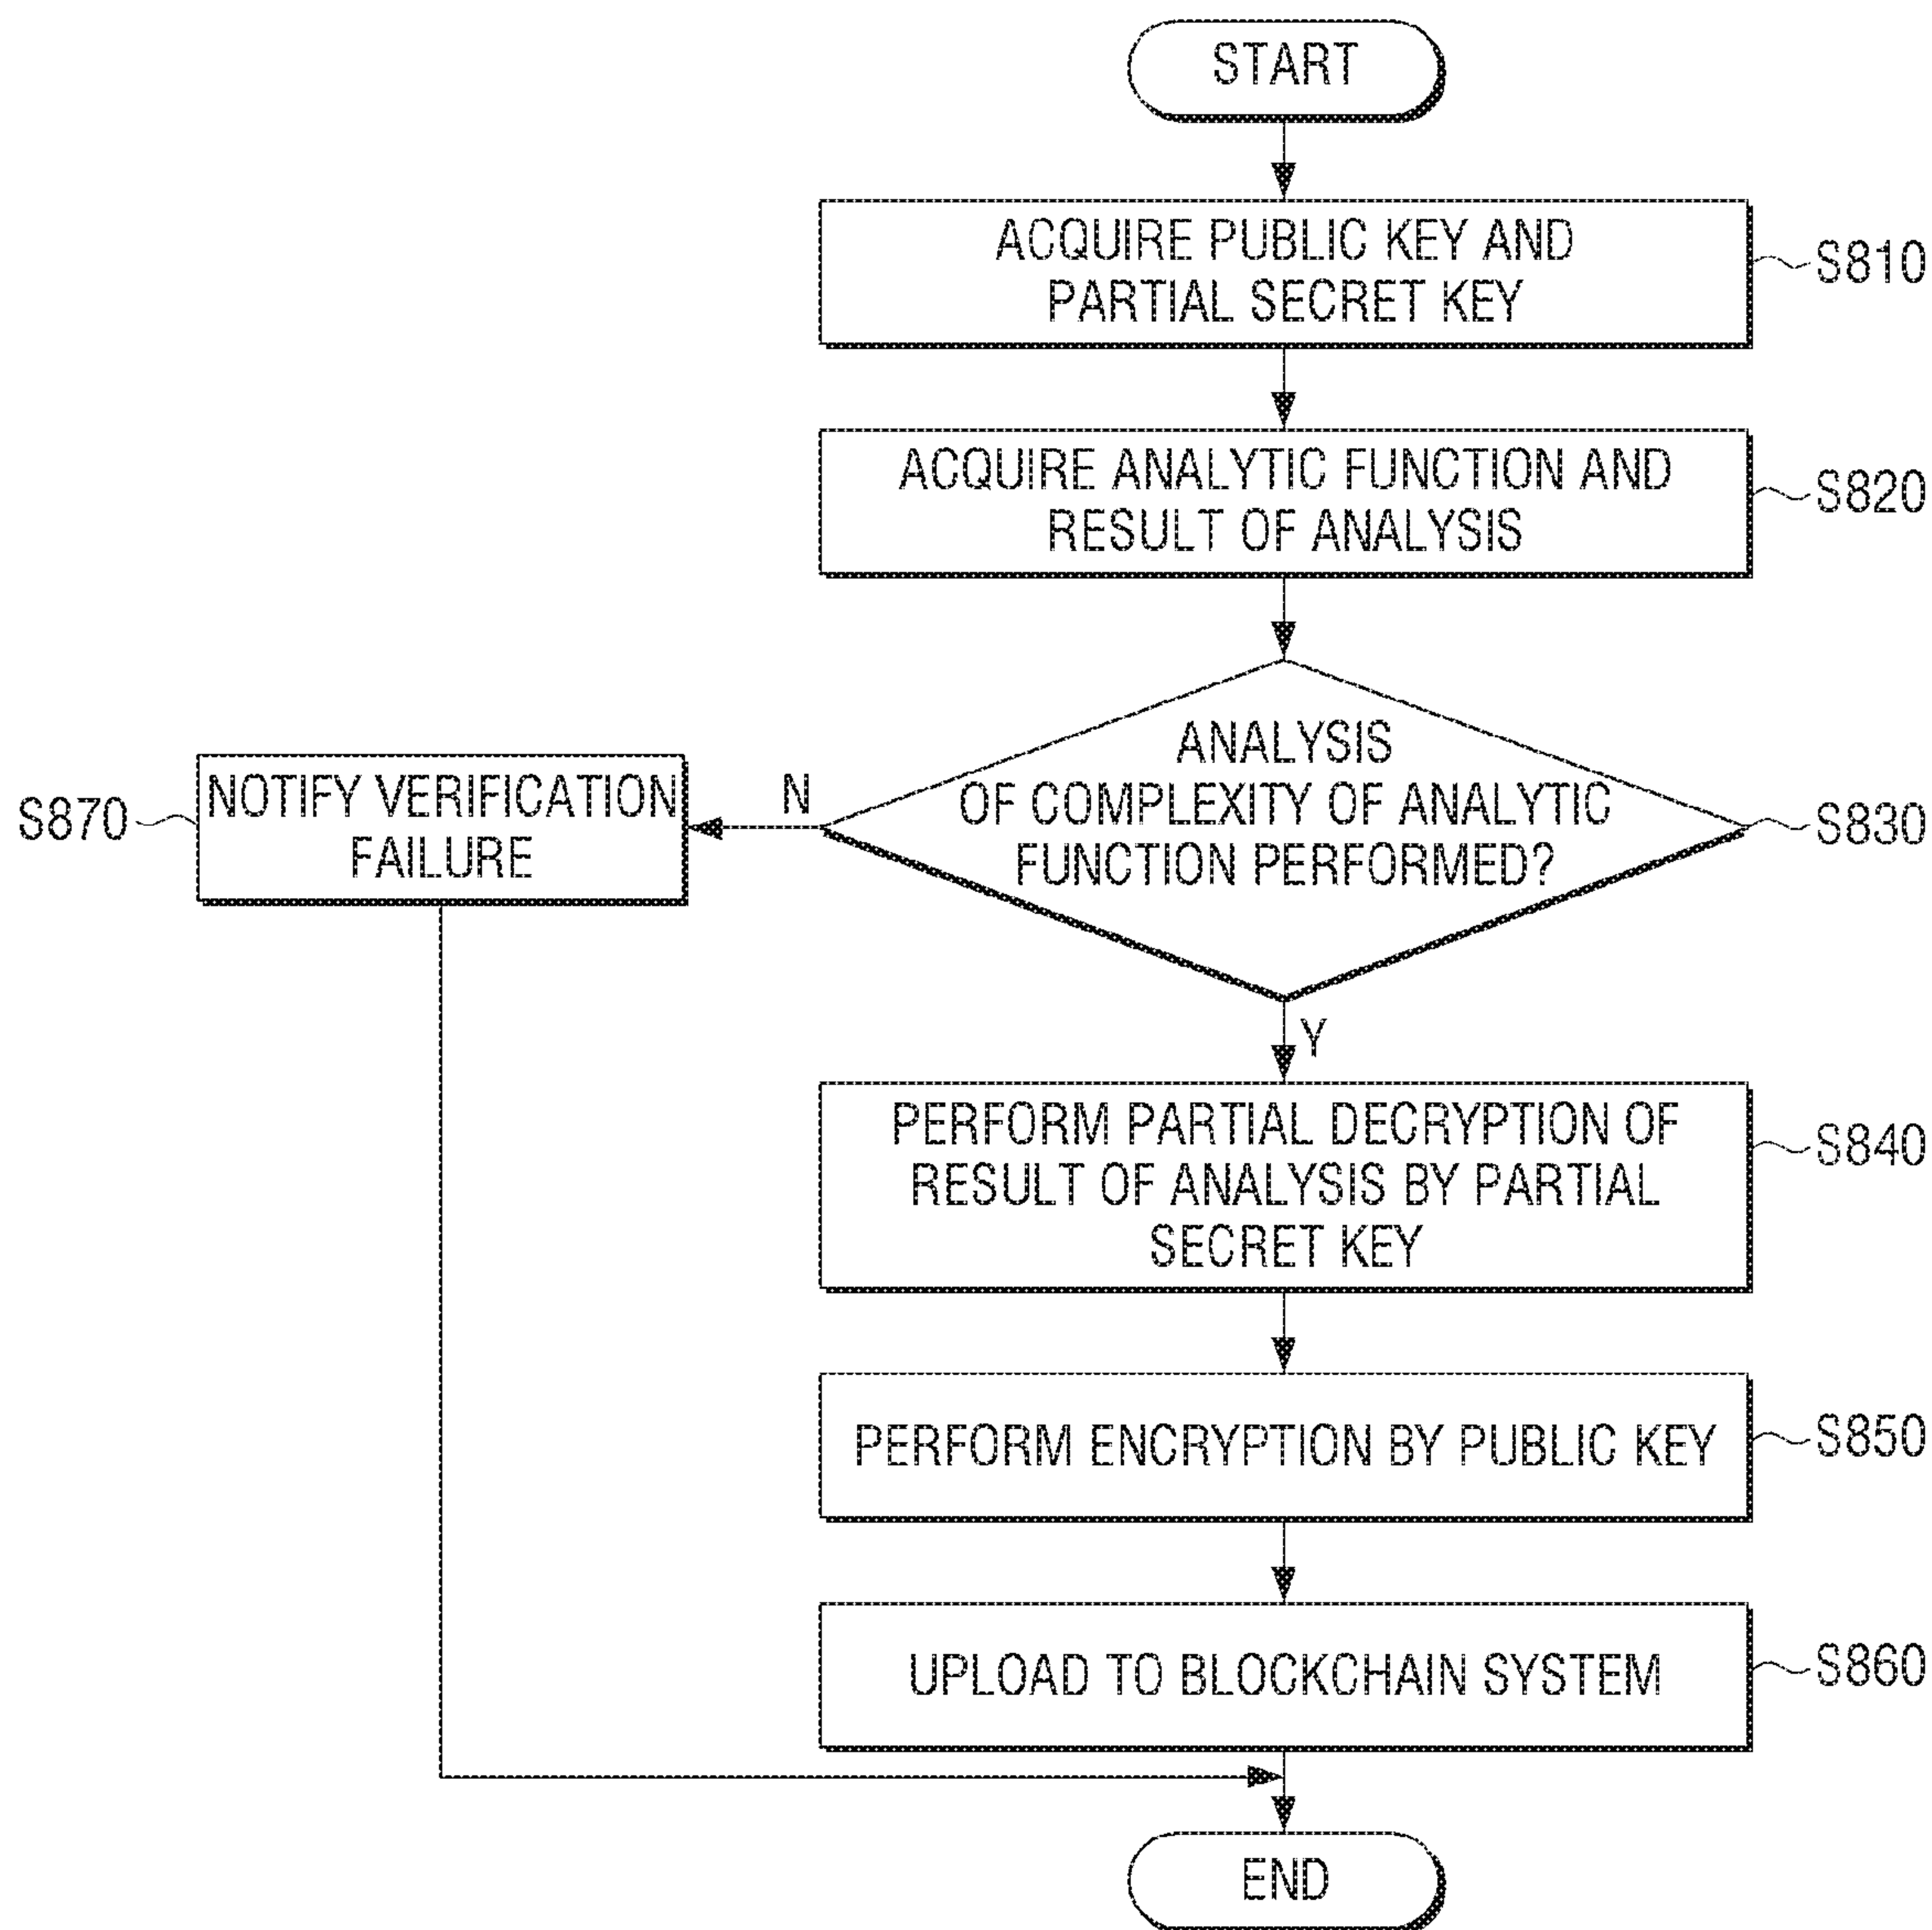 START
ACQUIRE PUBLIC KEY AND
PARTIAL SECRET KEY
S810
ACQUIRE ANALYTIC FUNCTION AND
RESULT OF ANALYSIS
S820
ANALYSIS
OF COMPLEXITY OF ANALYTIC
FUNCTION PERFORMED?
S830
N
NOTIFY VERIFICATION
FAILURE
S870
Y
PERFORM PARTIAL DECRYPTION OF
RESULT OF ANALYSIS BY PARTIAL
SECRET KEY
S840
PERFORM ENCRYPTION BY PUBLIC KEY
S850
UPLOAD TO BLOCKCHAIN SYSTEM
S860
END